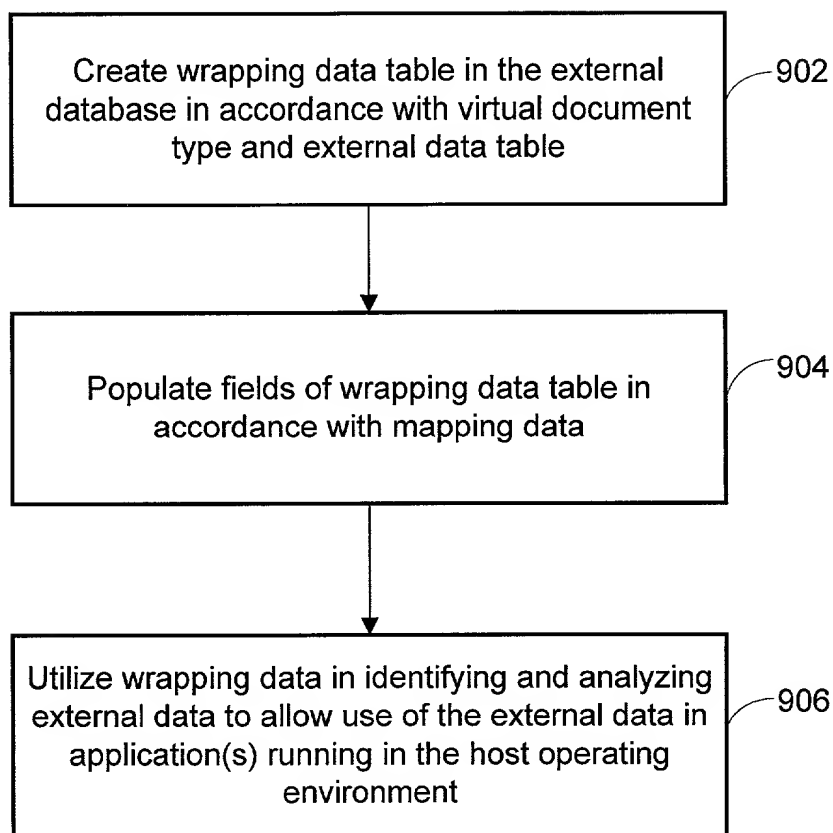 Create wrapping data table in the external
database in accordance with virtual document
type and external data table
902
Populate fields of wrapping data table in
accordance with mapping data
904
Utilize wrapping data in identifying and analyzing
external data to allow use of the external data in
application(s) running in the host operating
environment
906